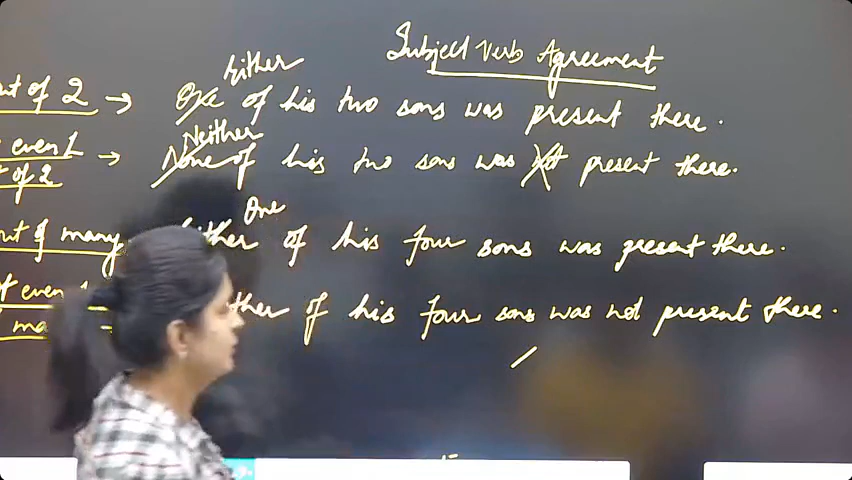 Subject Verb Agreement
Either
out of 2 → One of his two sons was present there.
Neither
even 1 → None of his two sons was not present there.
of 2
One
out of many Either of his four sons was present there.
even
of his four sons was not present there.